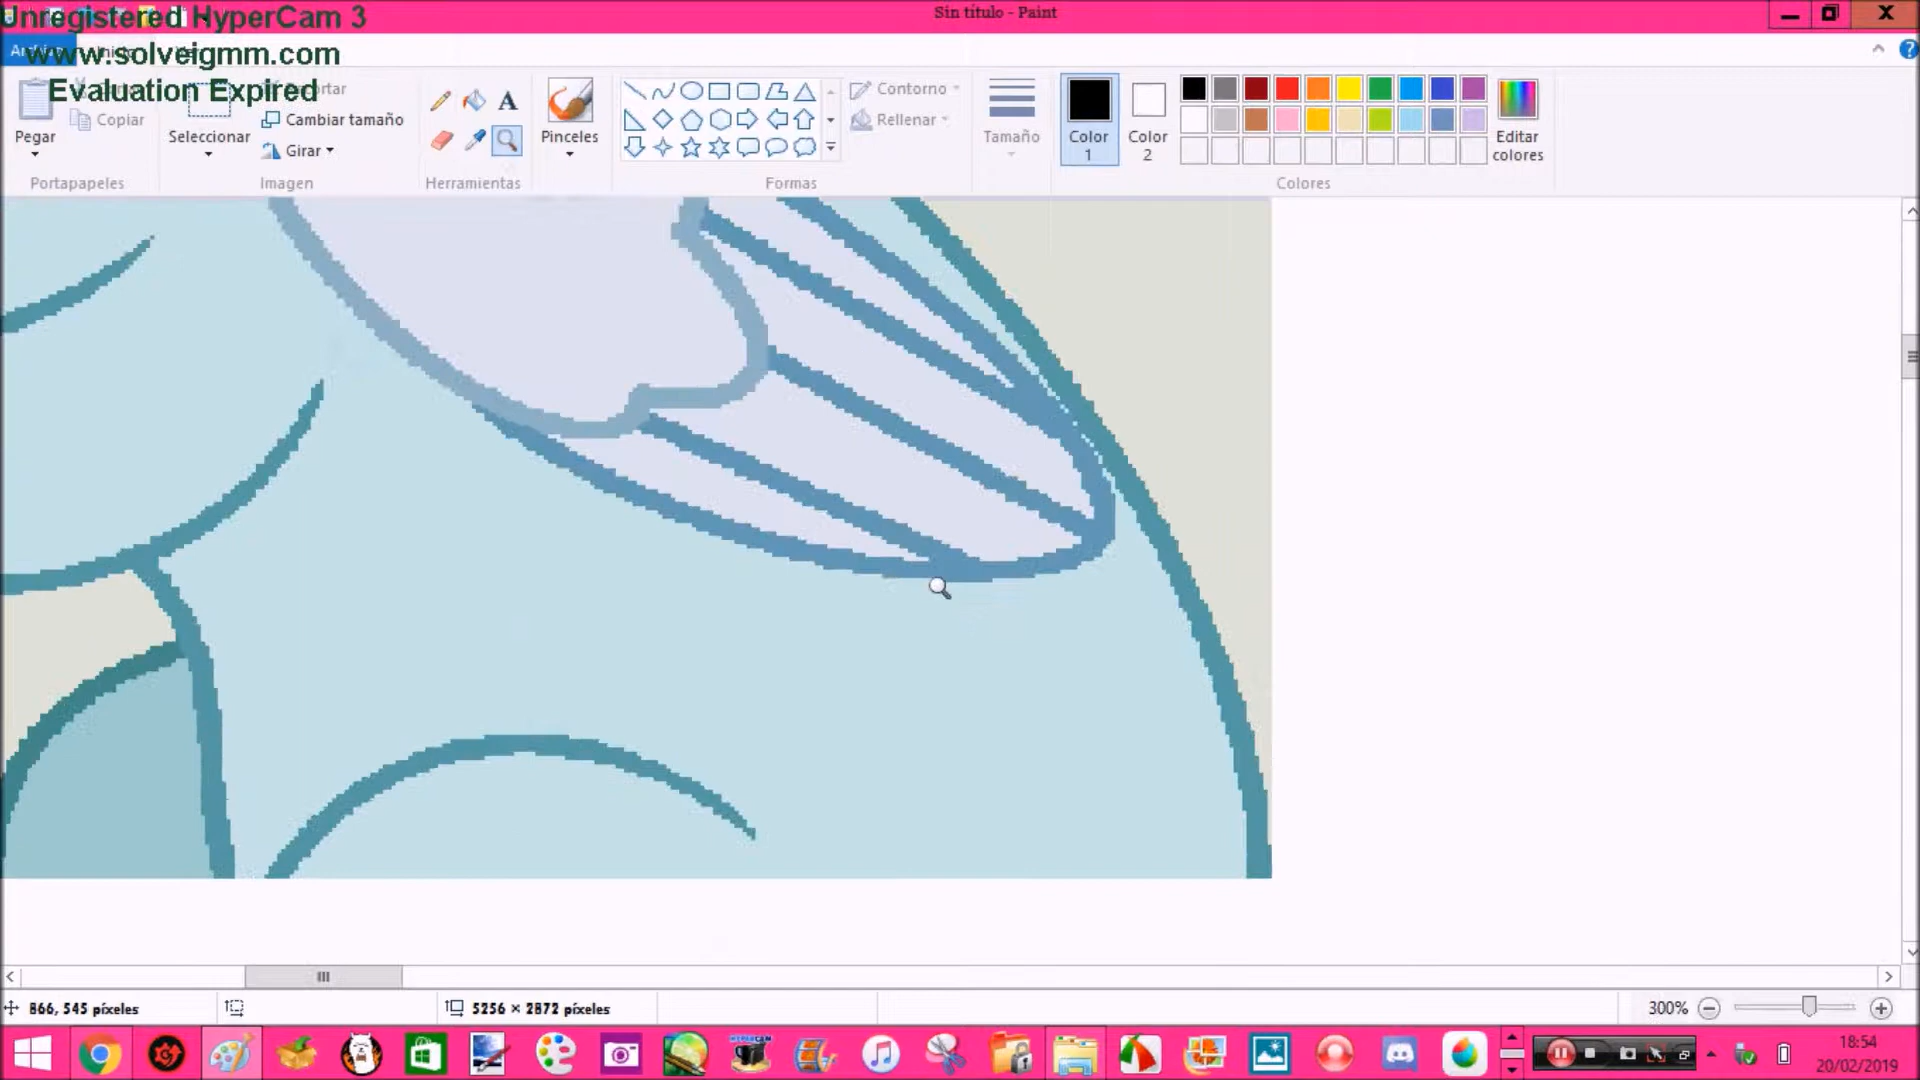 Unregistered HyperCam 3
Sin título - Paint
www.solveigmm.com
Evaluation Expired
Pegar
Copiar
Portapapeles
Seleccionar
Cambiar tamaño
Girar
Imagen
Herramientas
Pinceles
Contorno
Rellenar
Formas
Tamaño
Color
1
Color
2
Editar
colores
Colores
866, 545 píxeles
5256 × 2872 píxeles
300%
18:54
20/02/2019